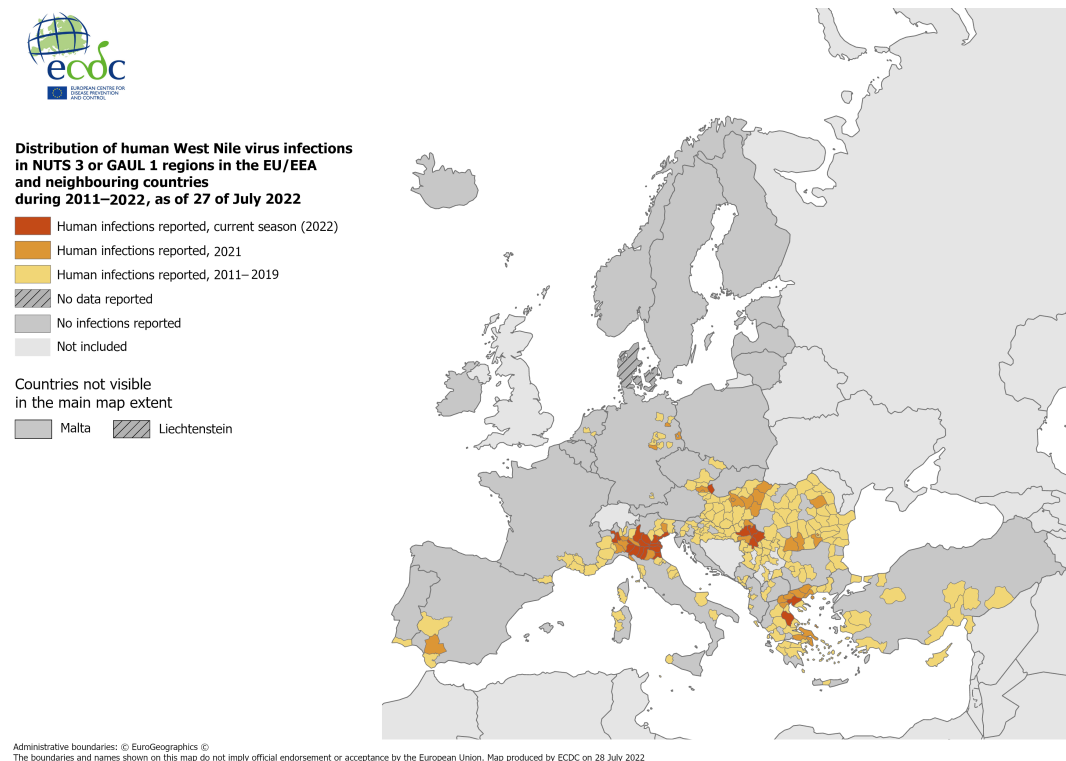 ecdc
EUROPEAN CENTRE FOR
DISEASE PREVENTION
AND CONTROL
Distribution of human West Nile virus infections
in NUTS 3 or GAUL 1 regions in the EU/EEA
and neighbouring countries
during 2011–2022, as of 27 of July 2022
Human infections reported, current season (2022)
Human infections reported, 2021
Human infections reported, 2011–2019
No data reported
No infections reported
Not included
Countries not visible
in the main map extent
Malta
Liechtenstein
Administrative boundaries: © EuroGeographics ©
The boundaries and names shown on this map do not imply official endorsement or acceptance by the European Union. Map produced by ECDC on 28 July 2022